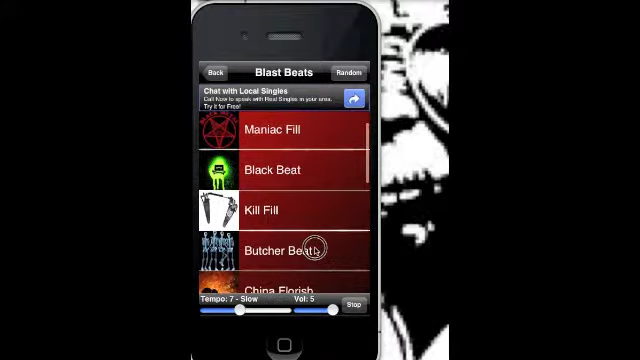 Back
Blast Beats
Random
Chat with Local Singles
Call Now to speak with Real Singles in your area.
Try it for Free!
Maniac Fill
Black Beat
Kill Fill
Butcher Beat
China Florish
Tempo: 7 - Slow
Vol: 5
Stop